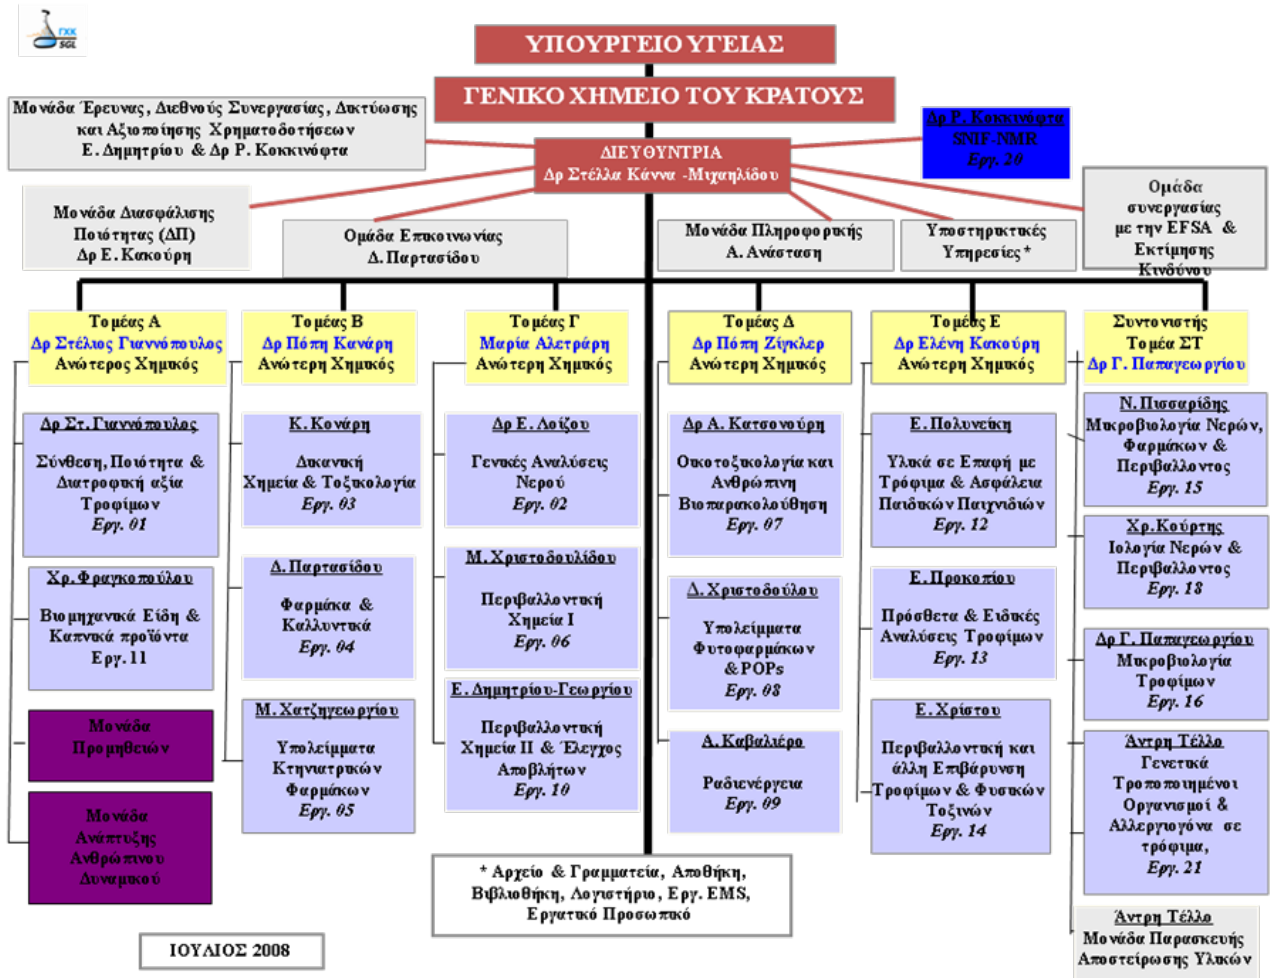 ΓΧΚ
SGL
ΥΠΟΥΡΓΕΙΟ ΥΓΕΙΑΣ
ΓΕΝΙΚΟ ΧΗΜΕΙΟ ΤΟΥ ΚΡΑΤΟΥΣ
Μονάδα Έρευνας, Διεθνούς Συνεργασίας, Δικτύωσης
και Αξιοποίησης Χρηματοδοτήσεων
Ε. Δημητρίου & Δρ Ρ. Κοκκινόφτα
Δρ Ρ. Κοκκινόφτα
SNIF-NMR
Εργ. 20
ΔΙΕΥΘΥΝΤΡΙΑ
Δρ Στέλλα Κάννα -Μιχαηλίδου
Μονάδα Διασφάλισης
Ποιότητας (ΔΠ)
Δρ Ε. Κακούρη
Ομάδα Επικοινωνίας
Δ. Παρτασίδου
Μονάδα Πληροφορικής
Α. Ανάσταση
Υποστηρικτικές
Υπηρεσίες *
Ομάδα
συνεργασίας
με την EFSA &
Εκτίμησης
Κινδύνου
Τομέας Α
Δρ Στέλιος Γιαννόπουλος
Ανώτερος Χημικός
Δρ Στ. Γιαννόπουλος
Σύνθεση, Ποιότητα &
Διατροφική αξία
Τροφίμων
Εργ. 01
Χρ. Φραγκοπούλου
Βιομηχανικά Είδη &
Καπνικά προϊόντα
Εργ. 11
Μονάδα
Προμηθειών
Μονάδα
Ανάπτυξης
Ανθρώπινου
Δυναμικού
Τομέας Β
Δρ Πόπη Κανάρη
Ανώτερη Χημικός
Κ. Κονάρη
Δικανική
Χημεία & Τοξικολογία
Εργ. 03
Δ. Παρτασίδου
Φαρμάκα &
Καλλυντικά
Εργ. 04
Μ. Χατζηγεωργίου
Υπολείμματα
Κτηνιατρικών
Φαρμάκων
Εργ. 05
Τομέας Γ
Μαρία Αλετράρη
Ανώτερη Χημικός
Δρ Ε. Λοίζου
Γενικές Αναλύσεις
Νερού
Εργ. 02
Μ. Χριστοδουλίδου
Περιβαλλοντική
Χημεία Ι
Εργ. 06
Ε. Δημητρίου-Γεωργίου
Περιβαλλοντική
Χημεία ΙΙ & Έλεγχος
Αποβλήτων
Εργ. 10
Τομέας Δ
Δρ Πόπη Ζίγκλερ
Ανώτερη Χημικός
Δρ Α. Κατσονούρη
Οικοτοξικολογία και
Ανθρώπινη
Βιοπαρακολούθηση
Εργ. 07
Δ. Χριστοδούλου
Υπολείμματα
Φυτοφαρμάκων
& POPs
Εργ. 08
Α. Καβαλιέρο
Ραδιενέργεια
Εργ. 09
Τομέας Ε
Δρ Ελένη Κακούρη
Ανώτερη Χημικός
Ε. Πολυνείκη
Υλικά σε Επαφή με
Τρόφιμα & Ασφάλεια
Παιδικών Παιχνιδιών
Εργ. 12
Ε. Προκοπίου
Πρόσθετα & Ειδικές
Αναλύσεις Τροφίμων
Εργ. 13
Ε. Χρίστου
Περιβαλλοντική και
άλλη Επιβάρυνση
Τροφίμων & Φυσικών
Τοξινών
Εργ. 14
Συντονιστής
Τομέα ΣΤ
Δρ Γ. Παπαγεωργίου
Ν. Πισσαρίδης
Μικροβιολογία Νερών,
Φαρμάκων &
Περιβαλλοντος
Εργ. 15
Χρ. Κούρτης
Ιολογία Νερών &
Περιβάλλοντος
Εργ. 18
Δρ Γ. Παπαγεωργίου
Μικροβιολογία
Τροφίμων
Εργ. 16
Άντρη Τέλλο
Γενετικά
Τροποποιημένοι
Οργανισμοί &
Αλλεργιογόνα σε
τρόφιμα,
Εργ. 21
Άντρη Τέλλο
Μονάδα Παρασκευής
Αποστείρωσης Υλικών
* Αρχείο & Γραμματεία, Αποθήκη,
Βιβλιοθήκη, Λογιστήριο, Εργ. EMS,
Εργατικό Προσωπικό
ΙΟΥΛΙΟΣ 2008